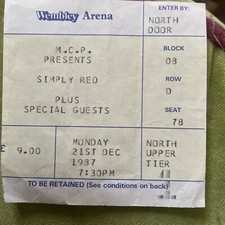 Wembley Arena
ENTER BY:
NORTH
DOOR
M.C.P.
PRESENTS
BLOCK
08
SIMPLY RED
ROW
D
PLUS
SPECIAL GUESTS
SEAT
78
£ 9.00
MONDAY
21ST DEC
1987
7:30PM
NORTH
UPPER
TIER
TO BE RETAINED (See conditions on back)